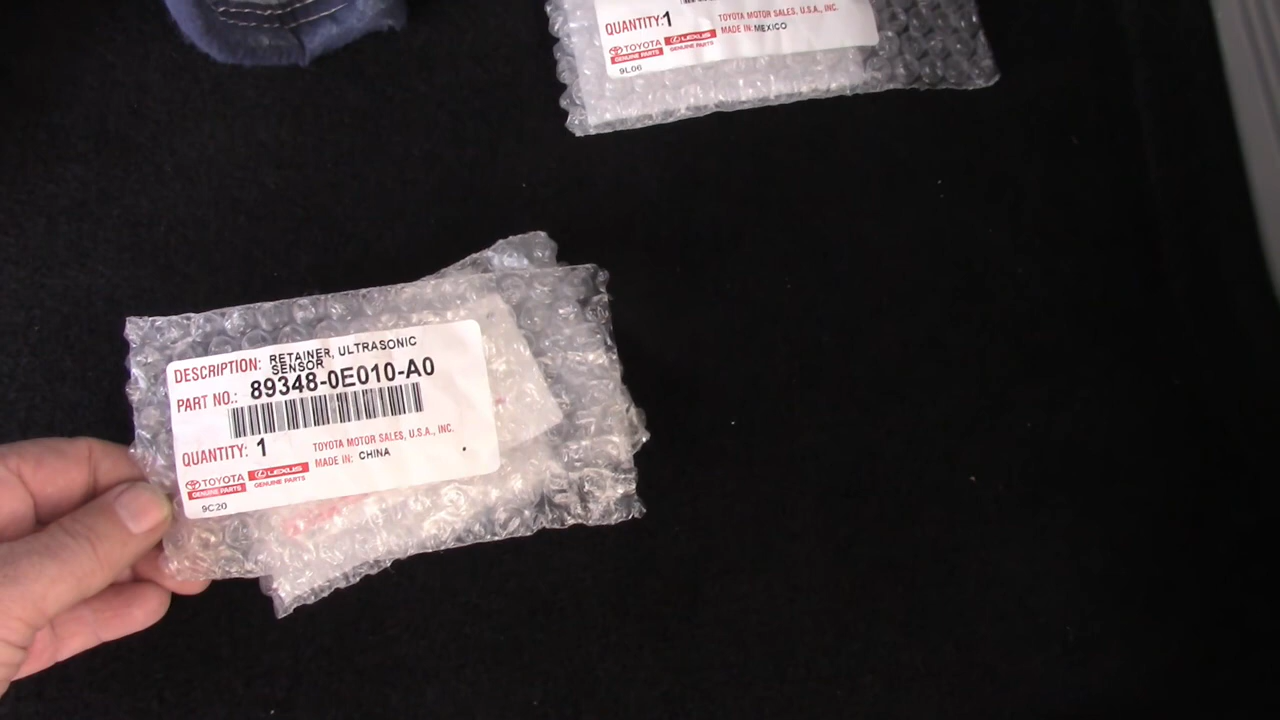 QUANTITY:1
TOYOTA MOTOR SALES, U.S.A., INC.
MADE IN: MEXICO
TOYOTA
GENUINE PARTS
LEXUS
GENUINE PARTS
9L06
DESCRIPTION: RETAINER, ULTRASONIC
SENSOR
PART NO.: 89348-0E010-A0
QUANTITY: 1
TOYOTA MOTOR SALES, U.S.A., INC.
MADE IN: CHINA
TOYOTA
GENUINE PARTS
LEXUS
GENUINE PARTS
9C20